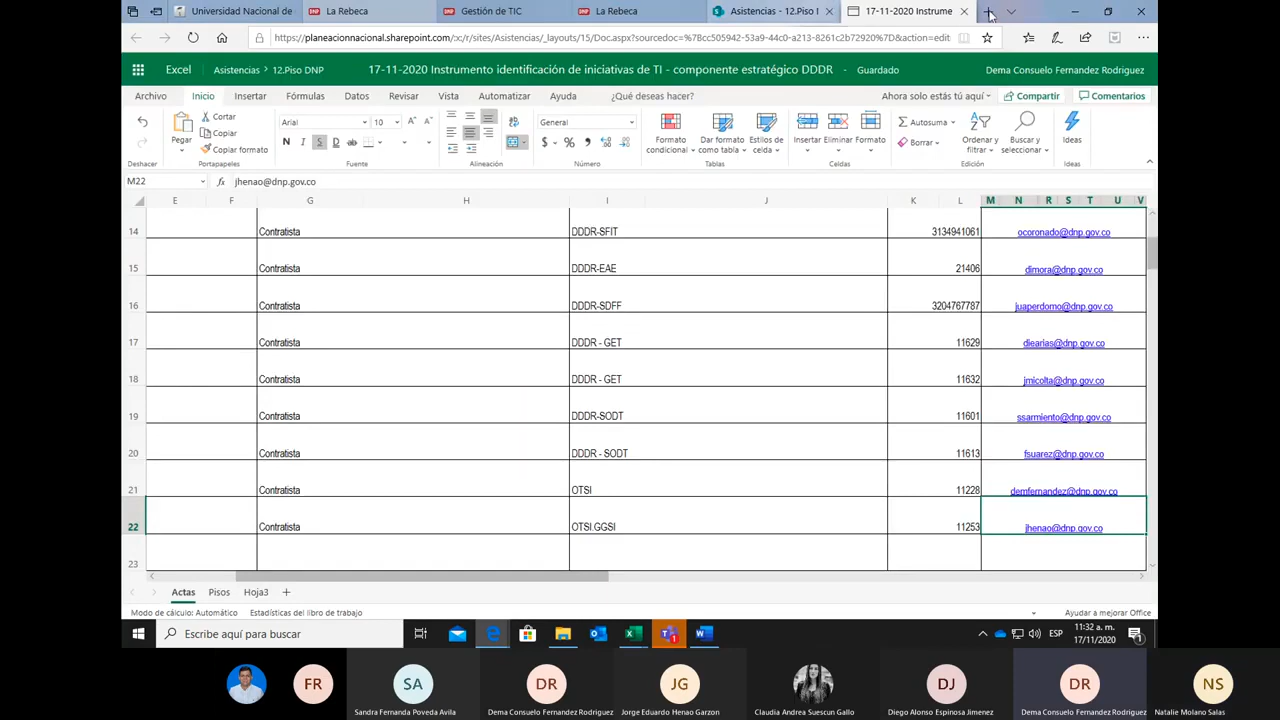 Universidad Nacional de
La Rebeca
Gestión de TIC
La Rebeca
Asistencias - 12.Piso I
17-11-2020 Instrume
https://planeacionnacional.sharepoint.com/:x:/r/sites/Asistencia/_layouts/15/Doc.aspx?sourcedoc=%7Bcc505942-53a9-44c0-a213-8261c2b72920%7D&action=edit
Excel
Asistencias > 12.Piso DNP
17-11-2020 Instrumento identificación de iniciativas de TI - componente estratégico DDDR - Guardado
Dema Consuelo Fernandez Rodriguez
Archivo Inicio Insertar Fórmulas Datos Revisar Vista Automatizar Ayuda ¿Qué deseas hacer?
Ahora solo estás tú aquí
Compartir
Comentarios
Pegar
Cortar
Copiar
Copiar formato
Arial
10
N
K
S
D
ab
General
$ % ,
Formato condicional
Dar formato como tabla
Estilos de celda
Insertar
Eliminar
Formato
Autosuma
Borrar
Ordenar y filtrar
Buscar y seleccionar
Ideas
Deshacer Portapapeles Fuente Alineación Número Tablas Celdas Edición Ideas
M22
fx jhenao@dnp.gov.co
E F G H I J K L M N R S T U V
14 Contratista DDDR-SFIT 3134941061 ocoronado@dnp.gov.co
15 Contratista DDDR-EAE 21406 dimora@dnp.gov.co
16 Contratista DDDR-SDFF 3204767787 juaperdomo@dnp.gov.co
17 Contratista DDDR - GET 11629 diearias@dnp.gov.co
18 Contratista DDDR - GET 11632 jmicolta@dnp.gov.co
19 Contratista DDDR-SODT 11601 ssarmiento@dnp.gov.co
20 Contratista DDDR - SODT 11613 fsuarez@dnp.gov.co
21 Contratista OTSI 11228 demfernandez@dnp.gov.co
22 Contratista OTSI.GGSI 11253 jhenao@dnp.gov.co
23
Actas Pisos Hoja3
Modo de cálculo: Automático Estadísticas del libro de trabajo
Ayudar a mejorar Office
Escribe aquí para buscar
ESP
11:32 a. m.
17/11/2020
FR
SA
DR
JG
DJ
DR
NS
Sandra Fernanda Poveda Avila
Dema Consuelo Fernandez Rodriguez
Jorge Eduardo Henao Garzon
Claudia Andrea Suescun Gallo
Diego Alonso Espinosa Jimenez
Dema Consuelo Fernandez Rodriguez
Natalie Molano Salas